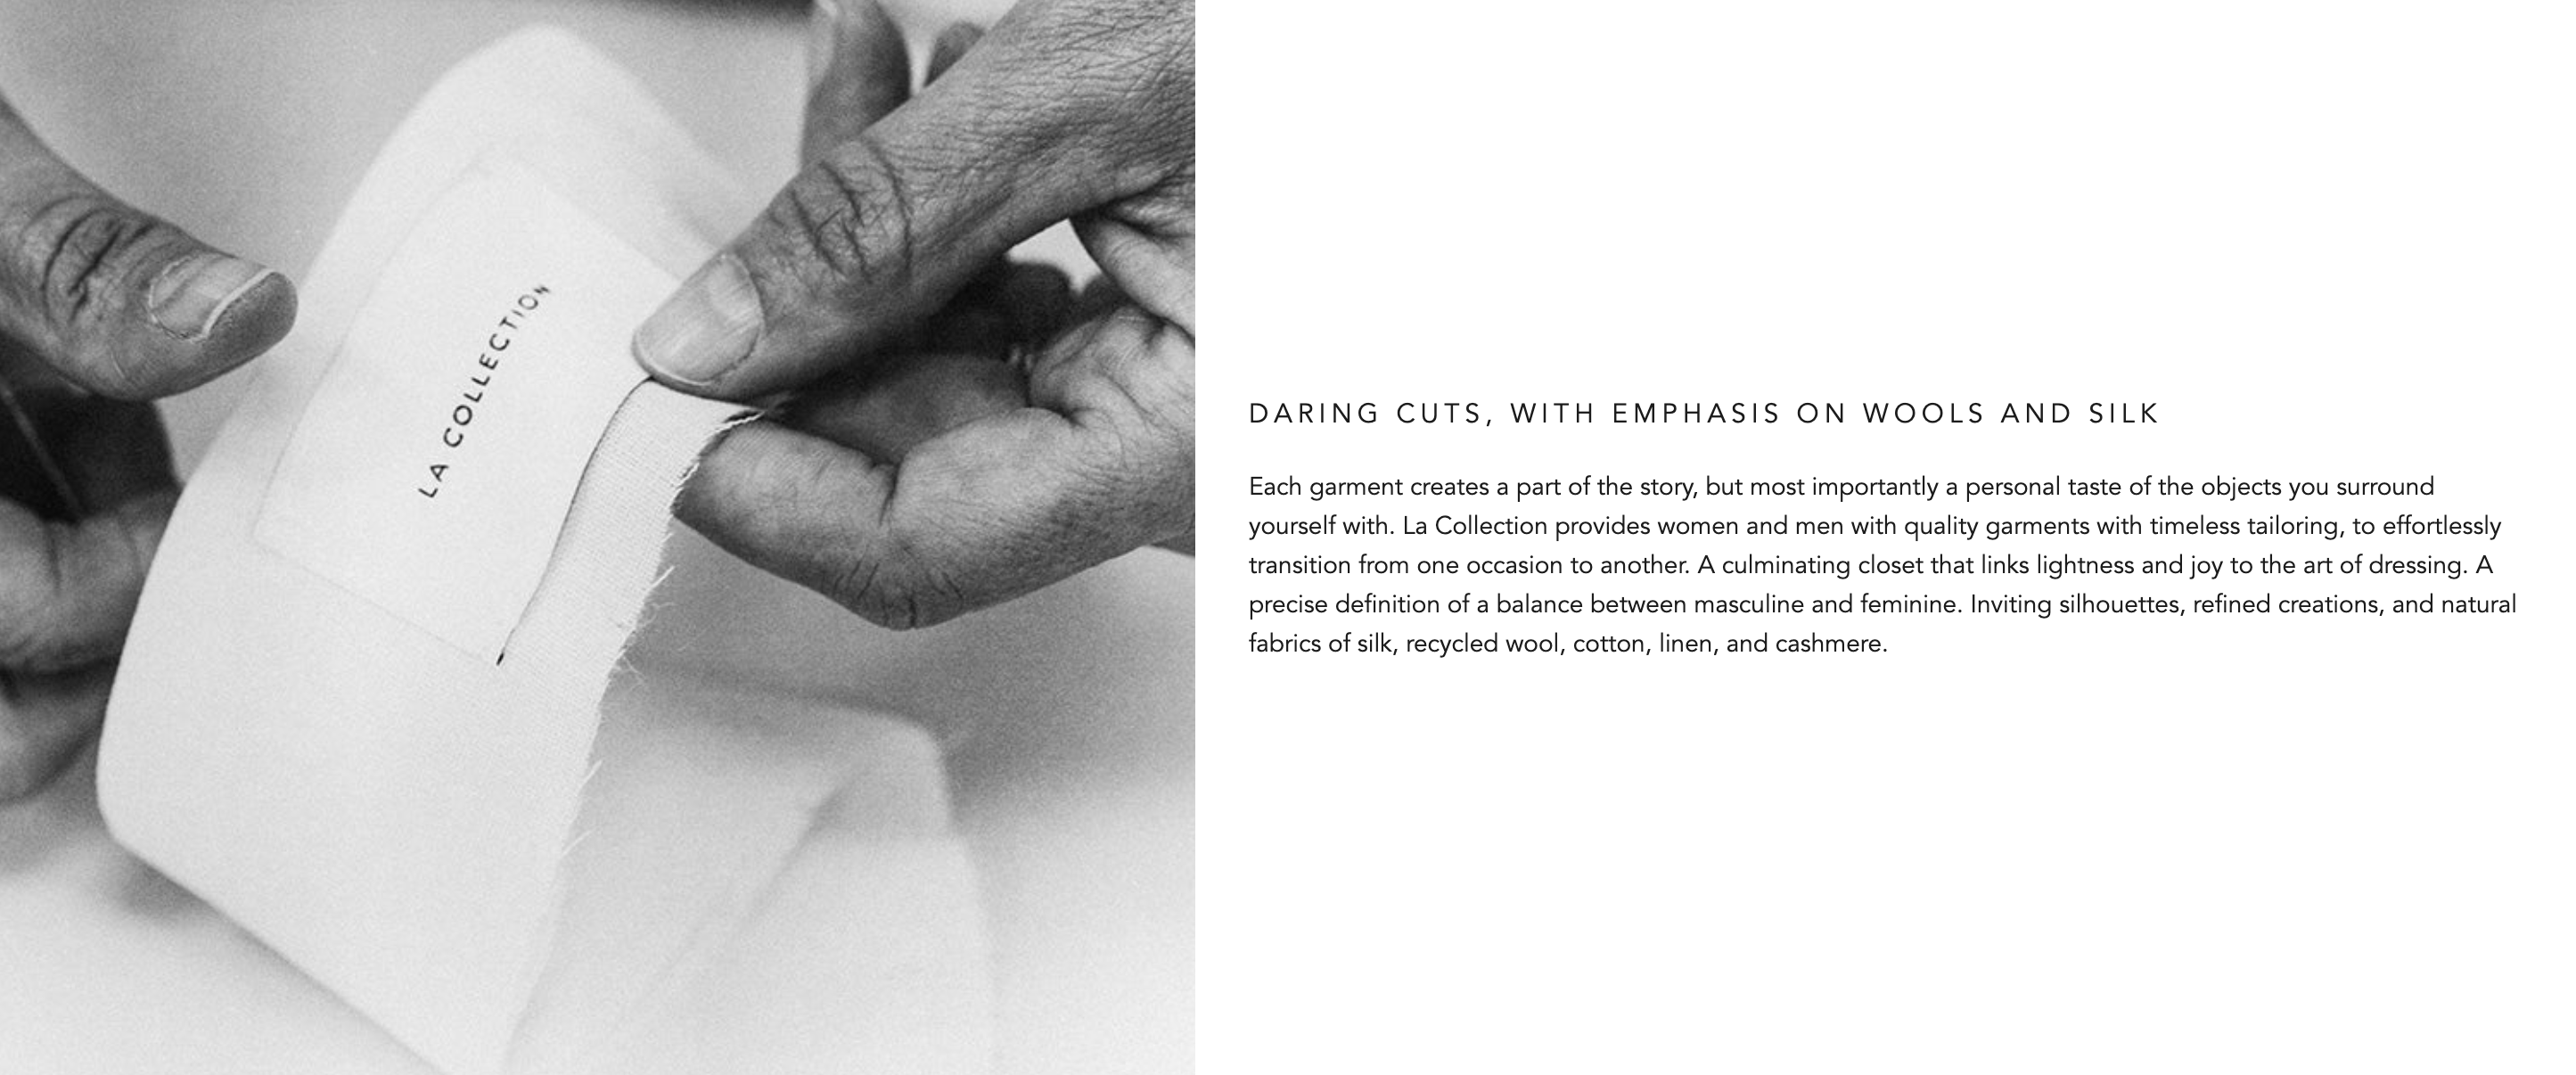 LA COLLECTION
DARING CUTS, WITH EMPHASIS ON WOOLS AND SILK
Each garment creates a part of the story, but most importantly a personal taste of the objects you surround
yourself with. La Collection provides women and men with quality garments with timeless tailoring, to effortlessly
transition from one occasion to another. A culminating closet that links lightness and joy to the art of dressing. A
precise definition of a balance between masculine and feminine. Inviting silhouettes, refined creations, and natural
fabrics of silk, recycled wool, cotton, linen, and cashmere.